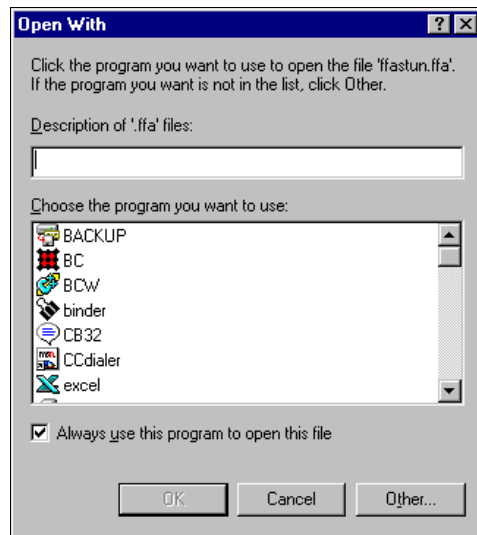 Open With
Click the program you want to use to open the file 'ffastun.ffa'.
If the program you want is not in the list, click Other.
Description of '.ffa' files:
Choose the program you want to use:
BACKUP
BC
BCW
binder
CB32
CCdialer
excel
Always use this program to open this file
OK
Cancel
Other...